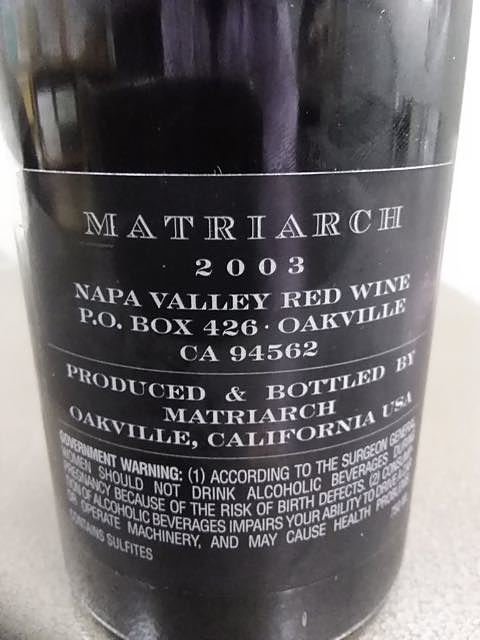 MATRIARCH
2003
NAPA VALLEY RED WINE
P.O. BOX 426 · OAKVILLE
CA 94562
PRODUCED & BOTTLED BY
MATRIARCH
OAKVILLE, CALIFORNIA USA
GOVERNMENT WARNING: (1) ACCORDING TO THE SURGEON GENERAL
WOMEN SHOULD NOT DRINK ALCOHOLIC BEVERAGES DURING
PREGNANCY BECAUSE OF THE RISK OF BIRTH DEFECTS. (2)
ON OF ALCOHOLIC BEVERAGES IMPAIRS YOUR ABILITY TO DRIVE
OPERATE MACHINERY, AND MAY CAUSE HEALTH
CONTAINS SULFITES